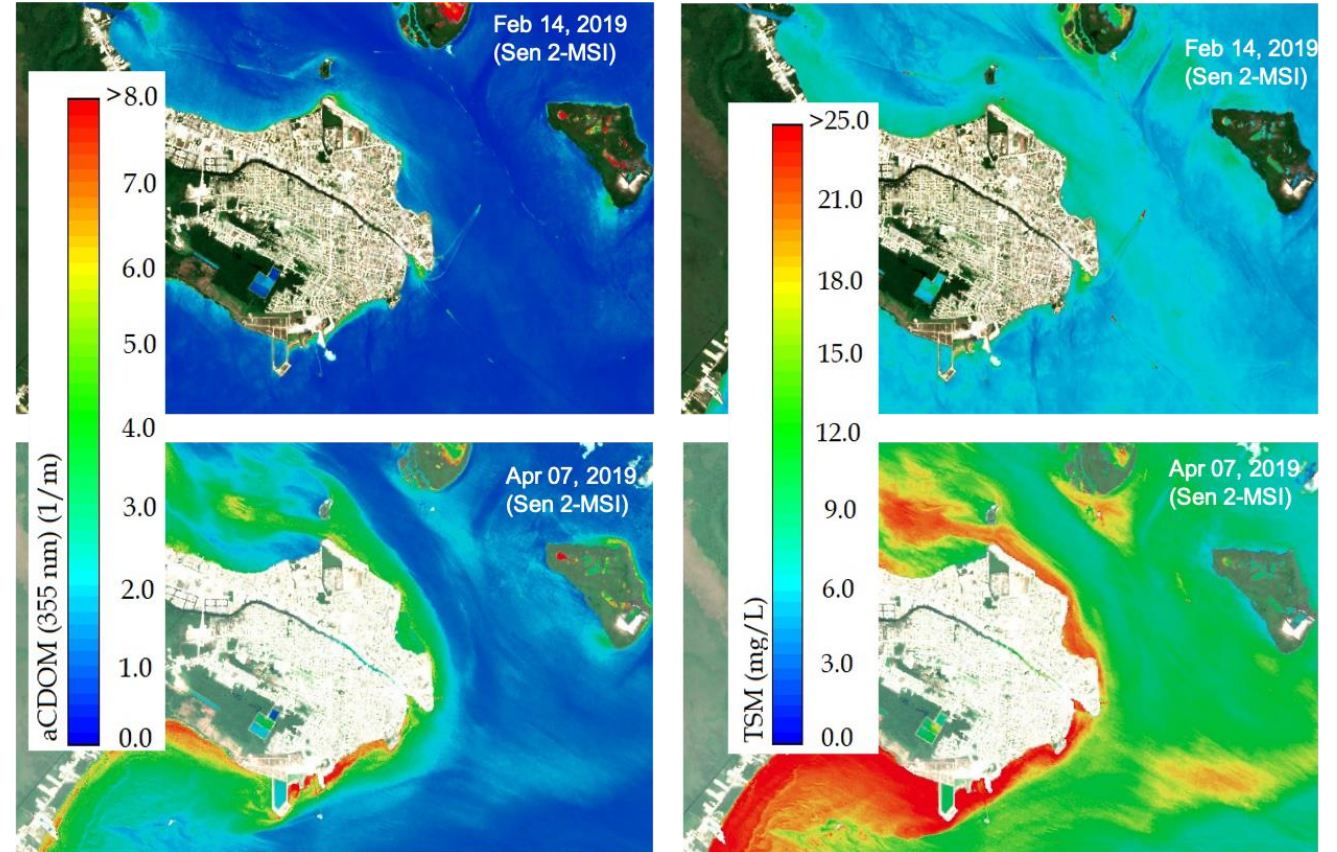 Feb 14, 2019
(Sen 2-MSI)
>8.0
7.0
6.0
5.0
4.0
3.0
2.0
1.0
0.0
aCDOM (355 nm) (1/m)
Feb 14, 2019
(Sen 2-MSI)
>25.0
21.0
18.0
15.0
12.0
9.0
6.0
3.0
0.0
TSM (mg/L)
Apr 07, 2019
(Sen 2-MSI)
Apr 07, 2019
(Sen 2-MSI)